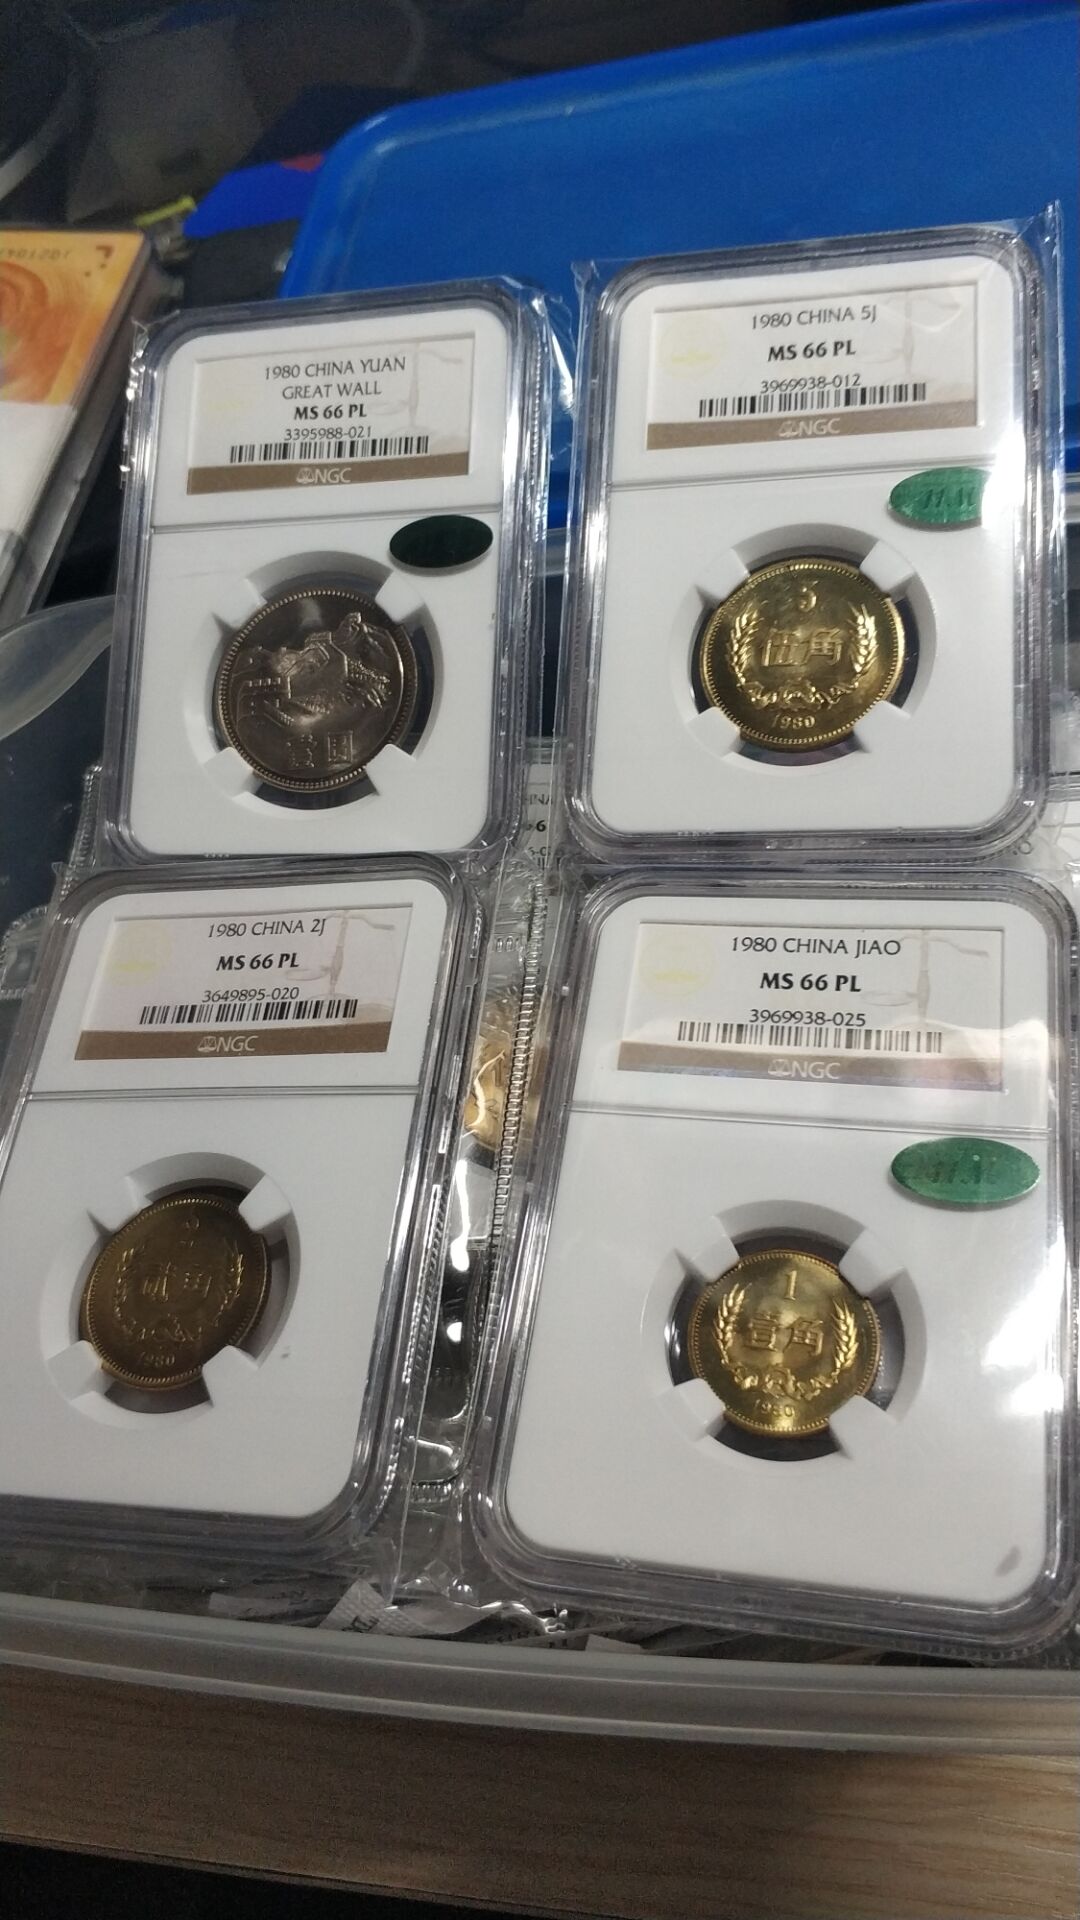 1980 CHINA YUAN
GREAT WALL
MS 66 PL
3395988-021
NGC
壹圆
1980 CHINA 5J
MS 66 PL
3969938-012
NGC
5
伍角
1980
1980 CHINA 2J
MS 66 PL
3649895-020
NGC
2
贰角
1980
1980 CHINA JIAO
MS 66 PL
3969938-025
NGC
1
壹角
1980